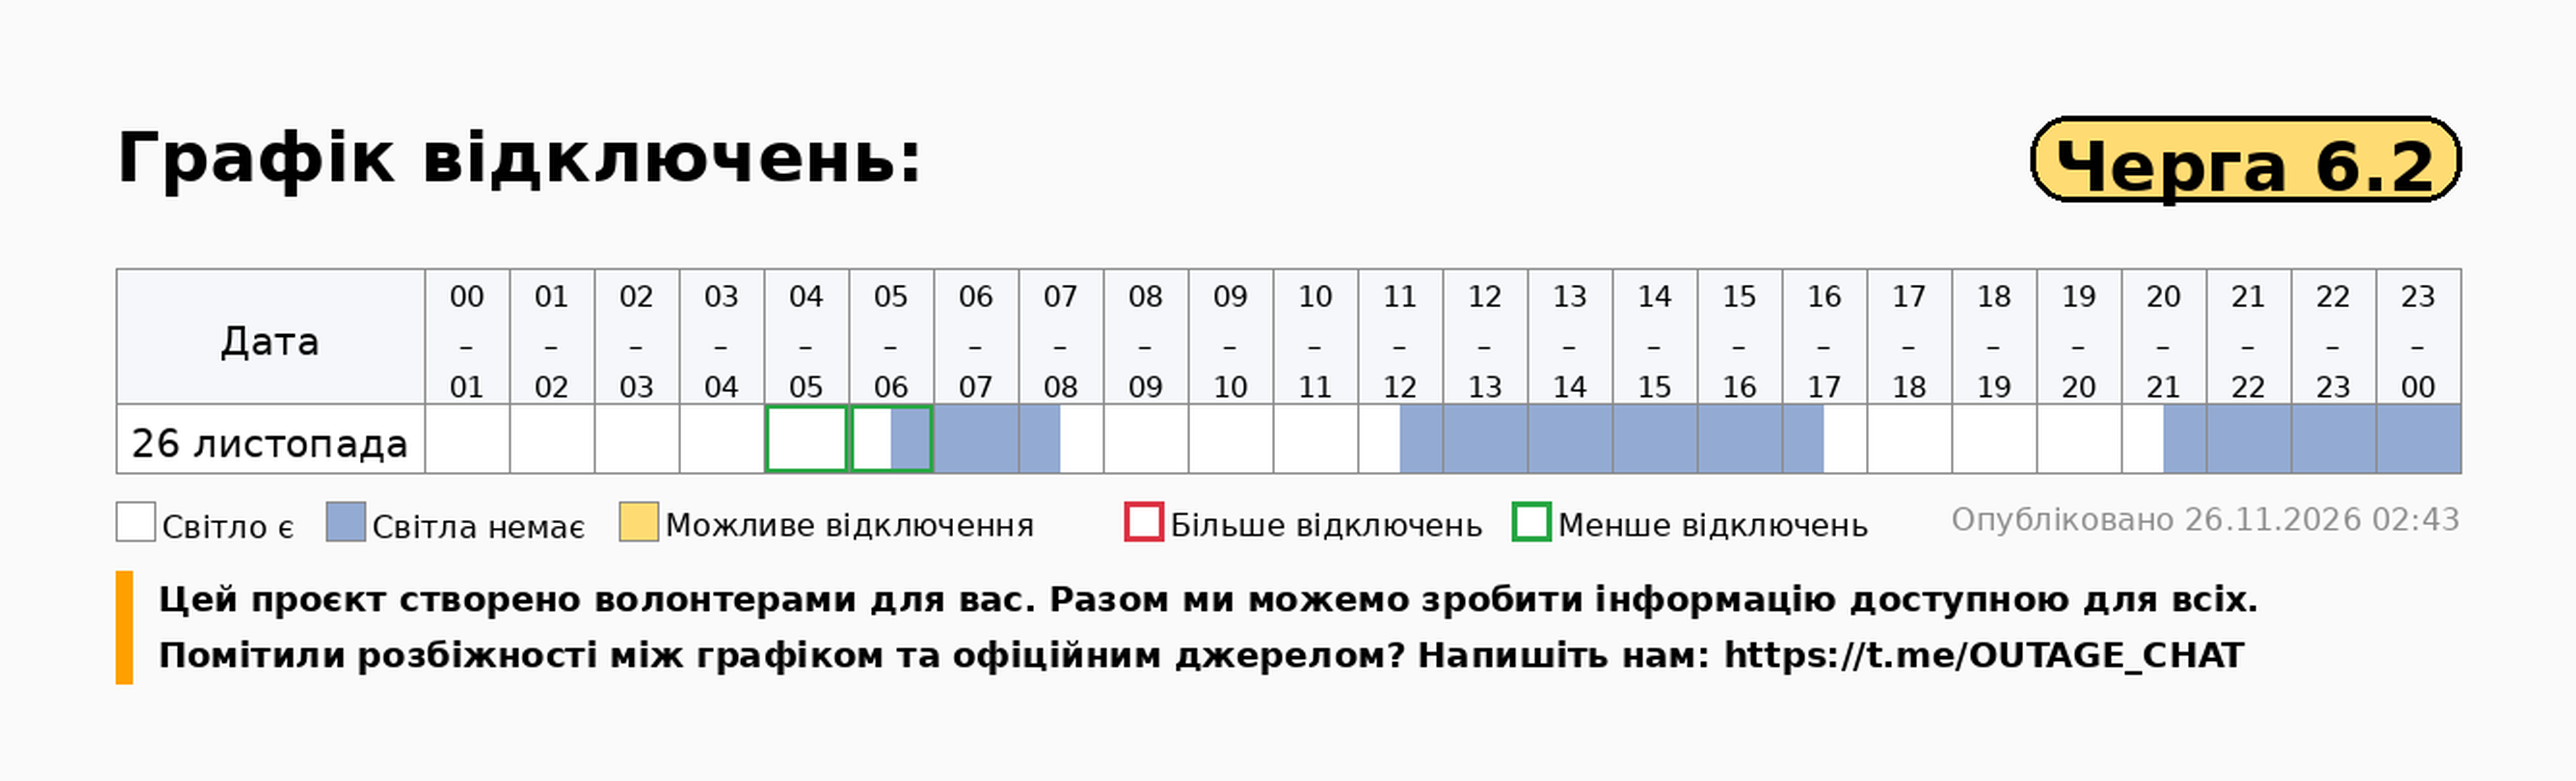 Графік відключень:
Черга 6.2
Дата
00 – 01
01 – 02
02 – 03
03 – 04
04 – 05
05 – 06
06 – 07
07 – 08
08 – 09
09 – 10
10 – 11
11 – 12
12 – 13
13 – 14
14 – 15
15 – 16
16 – 17
17 – 18
18 – 19
19 – 20
20 – 21
21 – 22
22 – 23
23 – 00
26 листопада
Світло є
Світла немає
Можливе відключення
Більше відключень
Менше відключень
Опубліковано 26.11.2026 02:43
Цей проєкт створено волонтерами для вас. Разом ми можемо зробити інформацію доступною для всіх.
Помітили розбіжності між графіком та офіційним джерелом? Напишіть нам: https://t.me/OUTAGE_CHAT